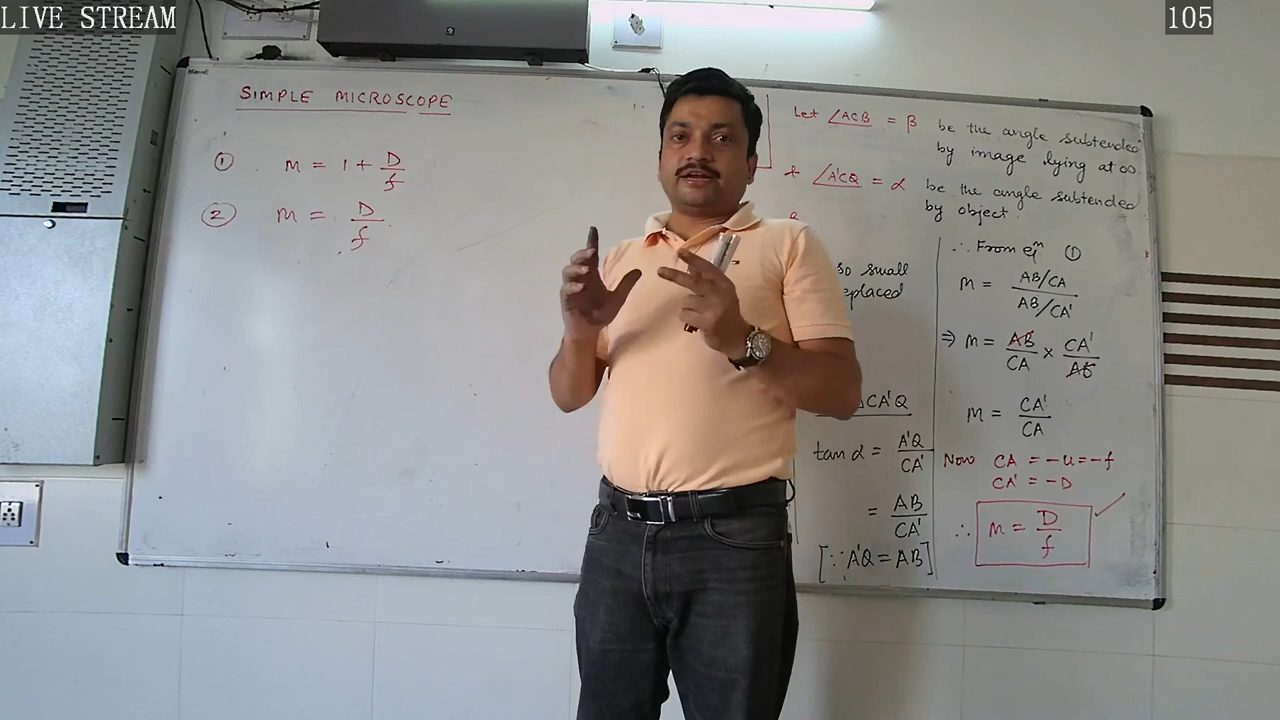 LIVE STREAM
105
SIMPLE MICROSCOPE
① m = 1 + D/f
② m = D/f
Let ∠ACB = β be the angle subtended
by image lying at ∞.
+ ∠A'CQ = α be the angle subtended
by object.
so small
eplaced
CA'Q
tan α = A'Q/CA'
= AB/CA'
[∵ A'Q = AB]
∴ From eqn ①
m = AB/CA / AB/CA'
⇒ m = AB/CA × CA'/AB
m = CA'/CA
Now CA = -u = -f
CA' = -D
∴ m = D/f